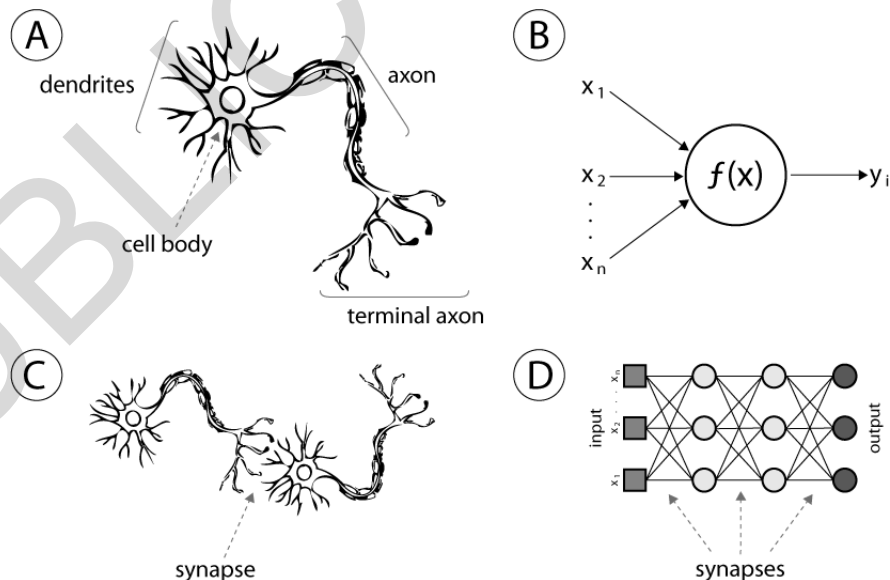 A
dendrites
axon
cell body
terminal axon
B
x1
x2
xn
f(x)
yi
C
synapse
D
input
xn
x2
x1
output
synapses